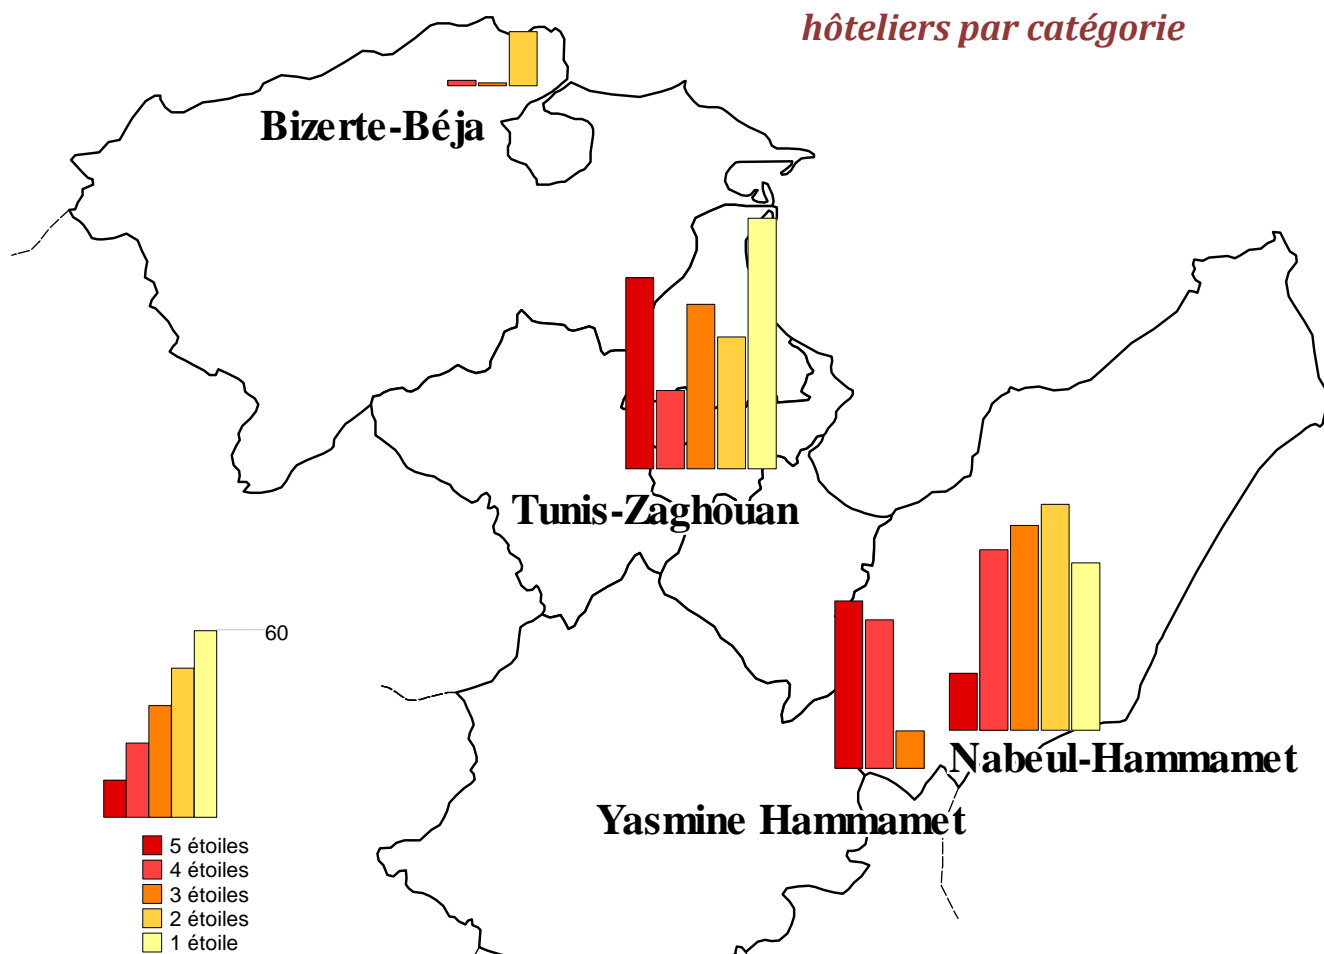 hôteliers par catégorie
Bizerte-Béja
Tunis-Zaghouan
60
Nabeul-Hammamet
Yasmine Hammamet
5 étoiles
4 étoiles
3 étoiles
2 étoiles
1 étoile